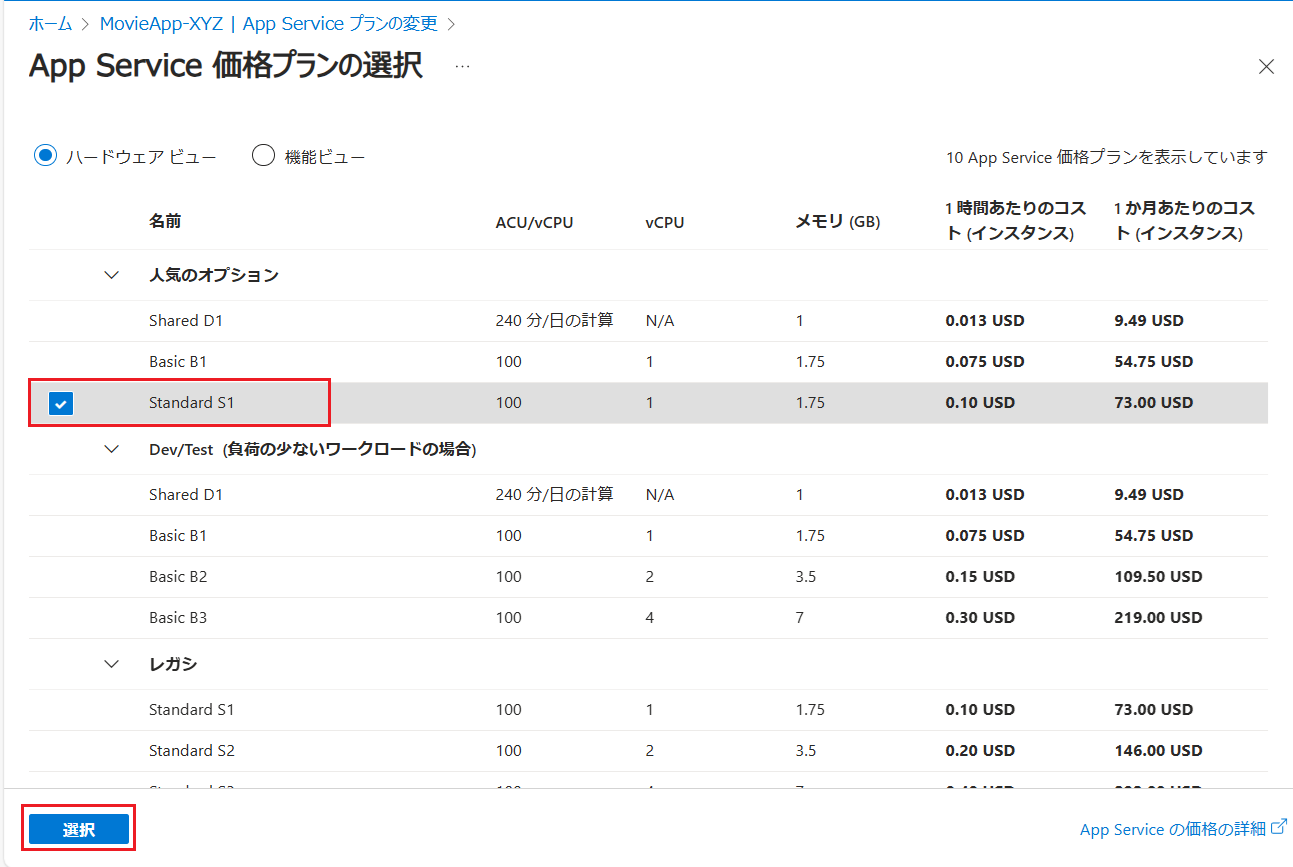 ホーム > MovieApp-XYZ | App Service プランの変更 >
App Service 価格プランの選択 …
ハードウェア ビュー 機能ビュー 10 App Service 価格プランを表示しています
名前 ACU/vCPU vCPU メモリ (GB) 1 時間あたりのコスト (インスタンス) 1 か月あたりのコスト (インスタンス)
人気のオプション
Shared D1 240 分/日の計算 N/A 1 0.013 USD 9.49 USD
Basic B1 100 1 1.75 0.075 USD 54.75 USD
Standard S1 100 1 1.75 0.10 USD 73.00 USD
Dev/Test (負荷の少ないワークロードの場合)
Shared D1 240 分/日の計算 N/A 1 0.013 USD 9.49 USD
Basic B1 100 1 1.75 0.075 USD 54.75 USD
Basic B2 100 2 3.5 0.15 USD 109.50 USD
Basic B3 100 4 7 0.30 USD 219.00 USD
レガシ
Standard S1 100 1 1.75 0.10 USD 73.00 USD
Standard S2 100 2 3.5 0.20 USD 146.00 USD
選択 App Service の価格の詳細